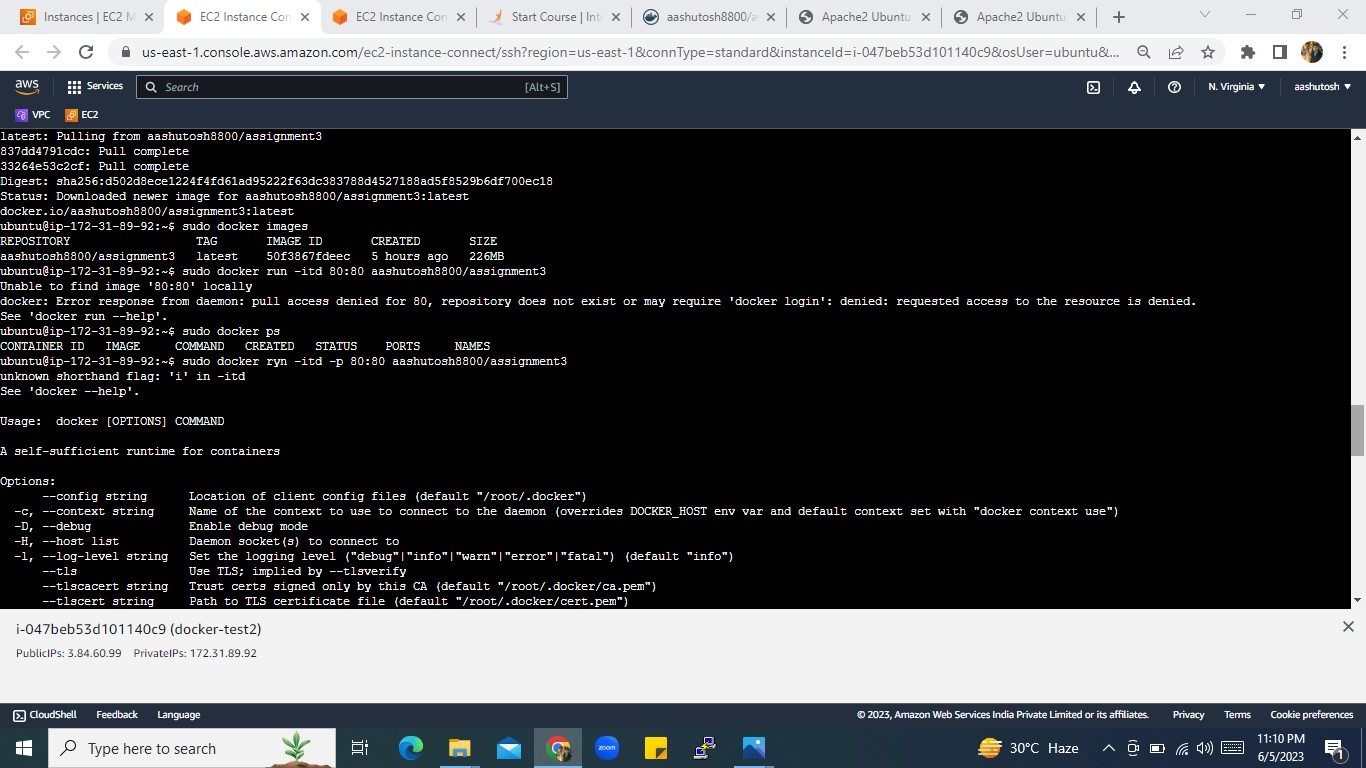 Instances | EC2 M
EC2 Instance Con
EC2 Instance Con
Start Course | Int
aashutosh8800/a
Apache2 Ubuntu
Apache2 Ubuntu
us-east-1.console.aws.amazon.com/ec2-instance-connect/ssh?region=us-east-1&connType=standard&instanceId=i-047beb53d101140c9&osUser=ubuntu&...
aws Services Search [Alt+S] N. Virginia aashutosh
VPC EC2
latest: Pulling from aashutosh8800/assignment3
837dd4791cdc: Pull complete
33264e53c2cf: Pull complete
Digest: sha256:d502d8ece1224f4fd61ad95222f63dc383788d4527188ad5f8529b6df700ec18
Status: Downloaded newer image for aashutosh8800/assignment3:latest
docker.io/aashutosh8800/assignment3:latest
ubuntu@ip-172-31-89-92:~$ sudo docker images
REPOSITORY TAG IMAGE ID CREATED SIZE
aashutosh8800/assignment3 latest 50f3867fdeec 5 hours ago 226MB
ubuntu@ip-172-31-89-92:~$ sudo docker run -itd 80:80 aashutosh8800/assignment3
Unable to find image '80:80' locally
docker: Error response from daemon: pull access denied for 80, repository does not exist or may require 'docker login': denied: requested access to the resource is denied.
See 'docker run --help'.
ubuntu@ip-172-31-89-92:~$ sudo docker ps
CONTAINER ID IMAGE COMMAND CREATED STATUS PORTS NAMES
ubuntu@ip-172-31-89-92:~$ sudo docker ryn -itd -p 80:80 aashutosh8800/assignment3
unknown shorthand flag: 'i' in -itd
See 'docker --help'.
Usage: docker [OPTIONS] COMMAND
A self-sufficient runtime for containers
Options:
--config string Location of client config files (default "/root/.docker")
-c, --context string Name of the context to use to connect to the daemon (overrides DOCKER_HOST env var and default context set with "docker context use")
-D, --debug Enable debug mode
-H, --host list Daemon socket(s) to connect to
-l, --log-level string Set the logging level ("debug"|"info"|"warn"|"error"|"fatal") (default "info")
--tls Use TLS; implied by --tlsverify
--tlscacert string Trust certs signed only by this CA (default "/root/.docker/ca.pem")
--tlscert string Path to TLS certificate file (default "/root/.docker/cert.pem")
i-047beb53d101140c9 (docker-test2)
PublicIPs: 3.84.60.99 PrivateIPs: 172.31.89.92
CloudShell Feedback Language © 2023, Amazon Web Services India Private Limited or its affiliates. Privacy Terms Cookie preferences
Type here to search zoom 30°C Haze 11:10 PM
6/5/2023 1